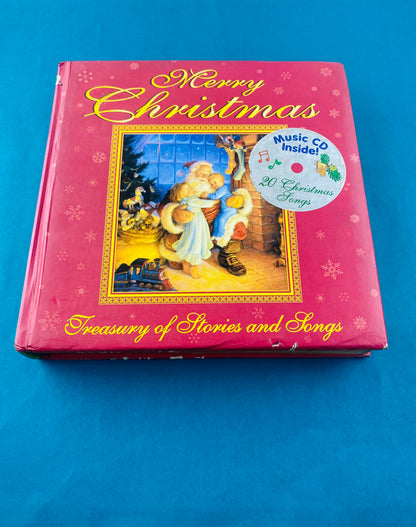 Merry
Christmas
Music CD
Inside!
20 Christmas
Songs
Treasury of Stories and Songs